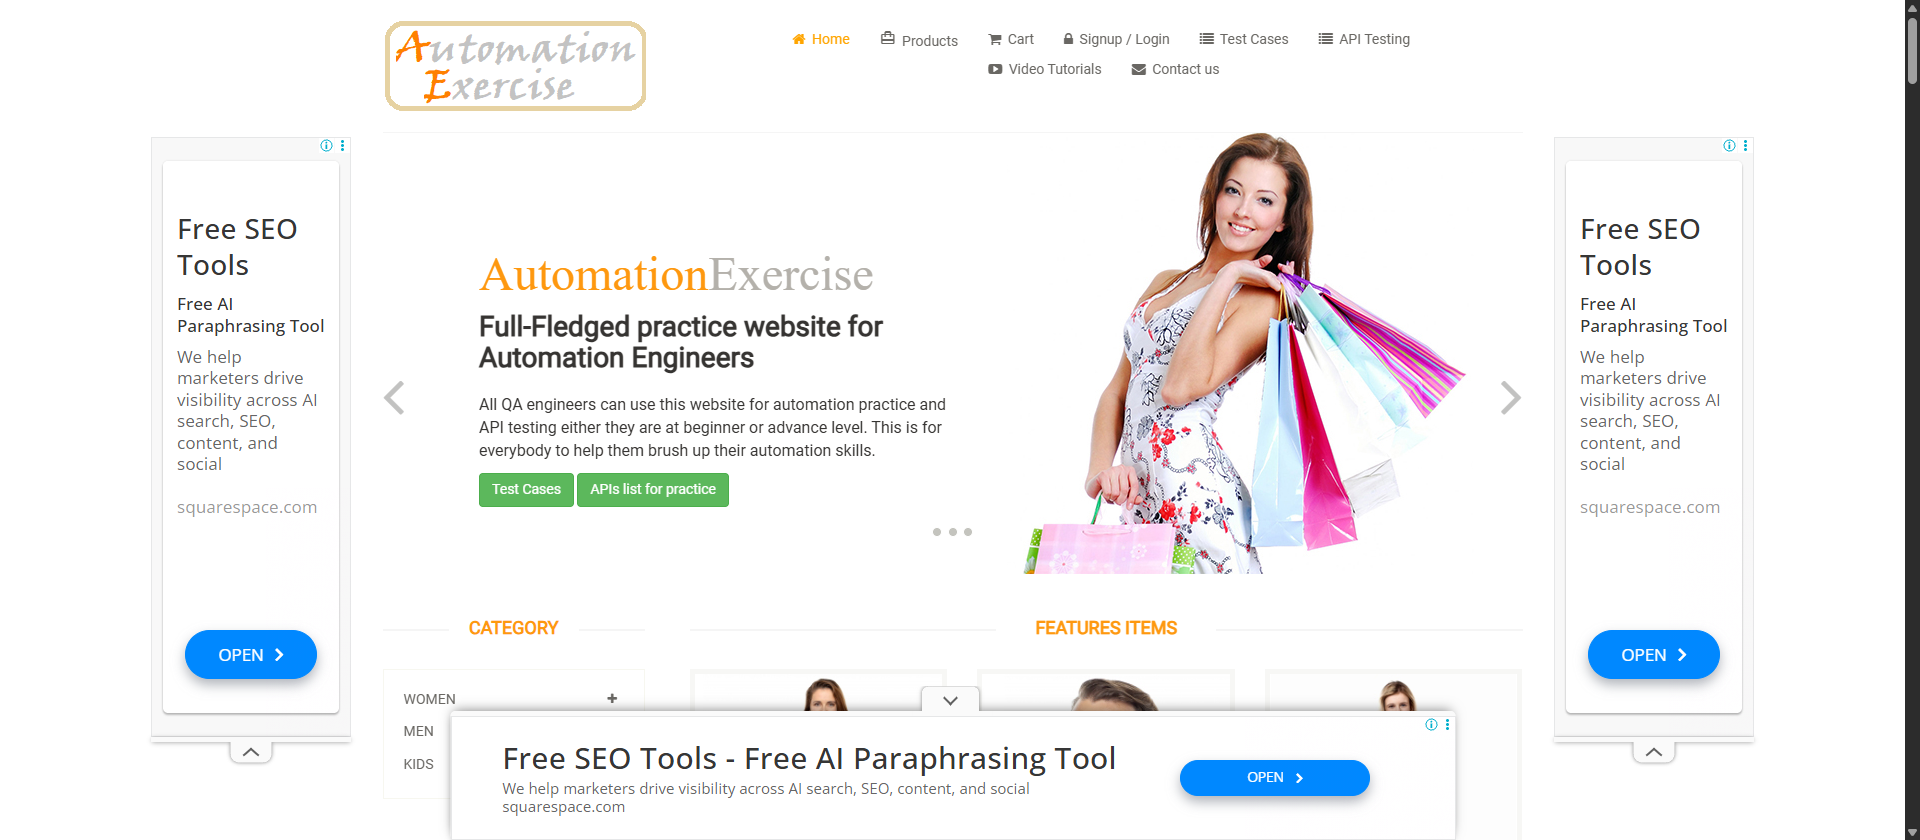 Automation
Exercise
Home
Products
Cart
Signup / Login
Test Cases
API Testing
Video Tutorials
Contact us
Free SEO
Tools
Free AI
Paraphrasing Tool
We help
marketers drive
visibility across AI
search, SEO,
content, and
social
squarespace.com
OPEN
AutomationExercise
Full-Fledged practice website for
Automation Engineers
All QA engineers can use this website for automation practice and
API testing either they are at beginner or advance level. This is for
everybody to help them brush up their automation skills.
Test Cases
APIs list for practice
Free SEO
Tools
Free AI
Paraphrasing Tool
We help
marketers drive
visibility across AI
search, SEO,
content, and
social
squarespace.com
OPEN
CATEGORY
WOMEN
MEN
KIDS
FEATURES ITEMS
Free SEO Tools - Free AI Paraphrasing Tool
We help marketers drive visibility across AI search, SEO, content, and social
squarespace.com
OPEN